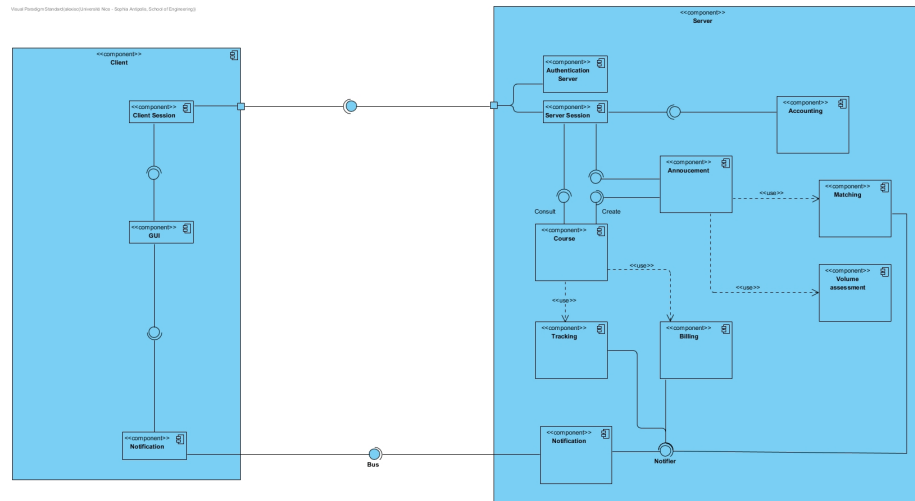 Visual Paradigm Standard(alexisc(Université Nice - Sophia Antipolis, School of Engineering))
<<component>>
Server
<<component>>
Client
<<component>>
Authentication
Server
<<component>>
Client Session
<<component>>
Server Session
<<component>>
Accounting
<<component>>
Annoucement
<<use>>
<<component>>
Matching
Consult
Create
<<component>>
GUI
<<component>>
Course
<<use>>
<<use>>
<<component>>
Volume
assessment
<<use>>
<<component>>
Tracking
<<component>>
Billing
<<component>>
Notification
<<component>>
Notification
Bus
Notifier